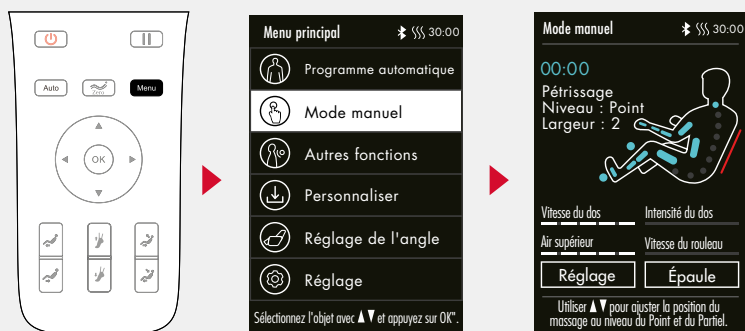 Auto
Zero
Menu
OK
Menu principal
30:00
Programme automatique
Mode manuel
Autres fonctions
Personnaliser
Réglage de l'angle
Réglage
Sélectionnez l'objet avec ▲▼ et appuyez sur OK".
Mode manuel
30:00
00:00
Pétrissage
Niveau : Point
Largeur : 2
Vitesse du dos
Intensité du dos
Air supérieur
Vitesse du rouleau
Réglage
Épaule
Utiliser ▲▼ pour ajuster la position du
massage au niveau du Point et du Partiel.